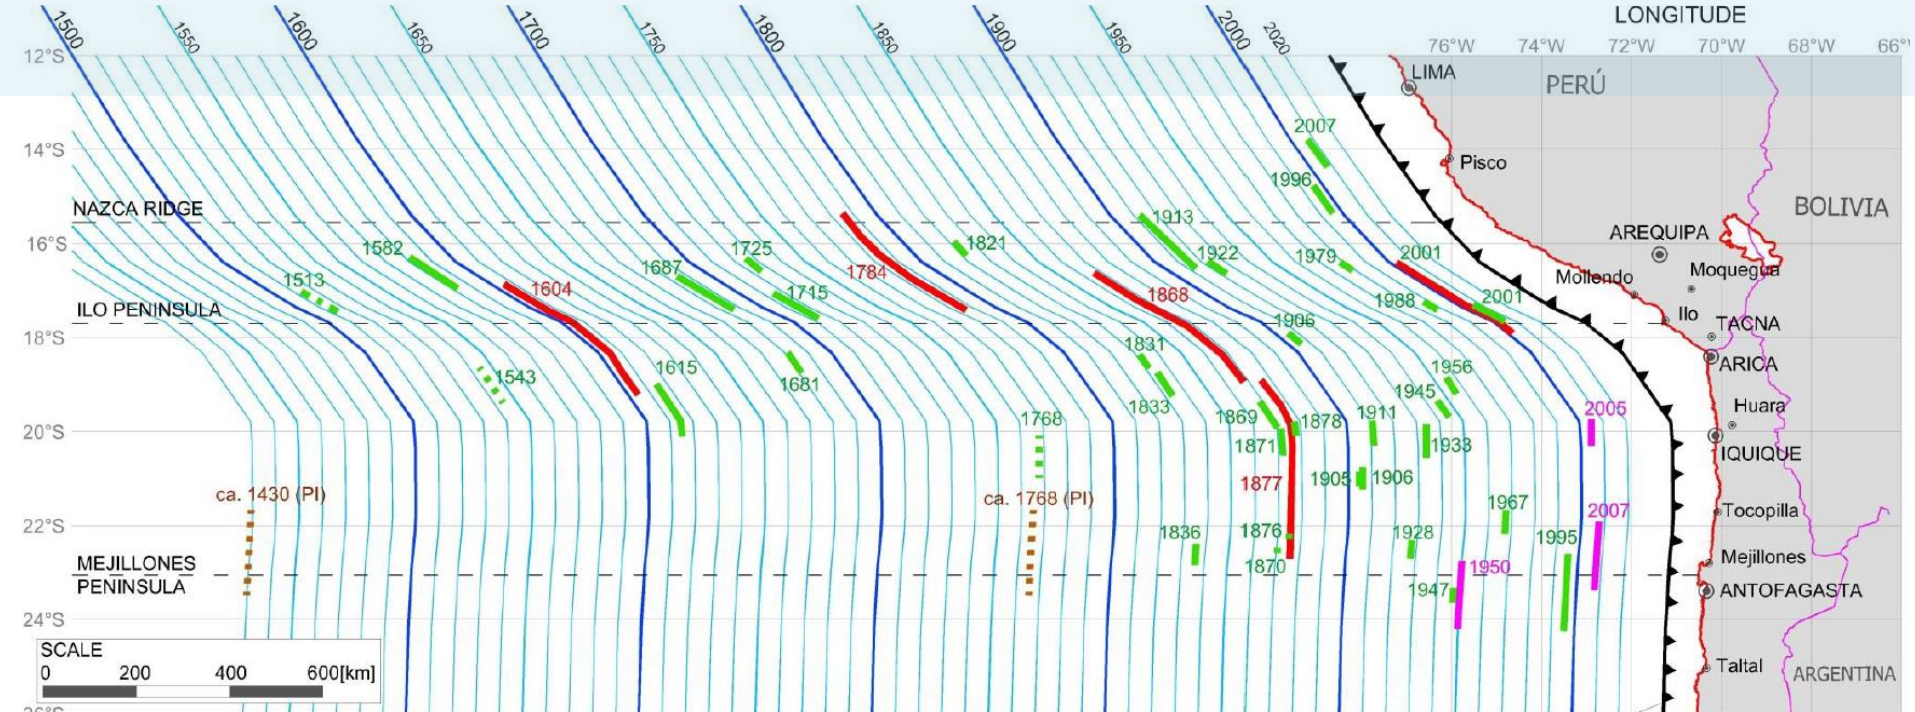 LONGITUDE
1500
1550
1600
1650
1700
1750
1800
1850
1900
1950
2000
2020
76°W 74°W 72°W 70°W 68°W 66°
12°S
LIMA
PERÚ
2007
14°S
Pisco
1996
NAZCA RIDGE
1913
BOLIVIA
AREQUIPA
16°S
1582
1725
1821
1922
1979
2001
1513
1687
1784
1604
1715
1868
1988
2001
Mollendo
Moquegua
ILO PENINSULA
Ilo
1906
TACNA
18°S
1543
1615
1681
1831
1833
1956
1945
ARICA
1768
1869
1878
1911
2005
Huara
20°S
1871
1933
IQUIQUE
ca. 1430 (PI)
ca. 1768 (PI)
1877
1905
1906
22°S
1836
1876
1928
1967
1995
2007
Tocopilla
MEJILLONES
PENINSULA
1870
1950
1947
Mejillones
ANTOFAGASTA
24°S
SCALE
0 200 400 600[km]
Taltal
ARGENTINA
26°S